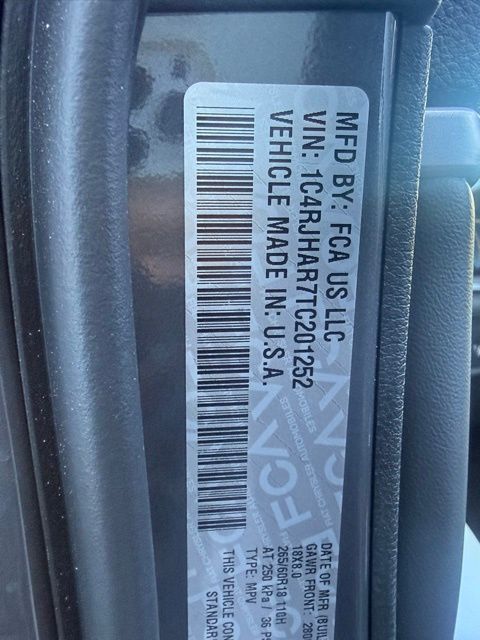 MFD BY: FCA US LLC
VIN: 1C4RJHAR7TC201252
VEHICLE MADE IN: U.S.A.
DATE OF MFR
GAWR FRONT:
18X8.0
265/60R18 110H
AT 250 kPa / 36
TYPE: MPV
THIS VEHICLE
FCA